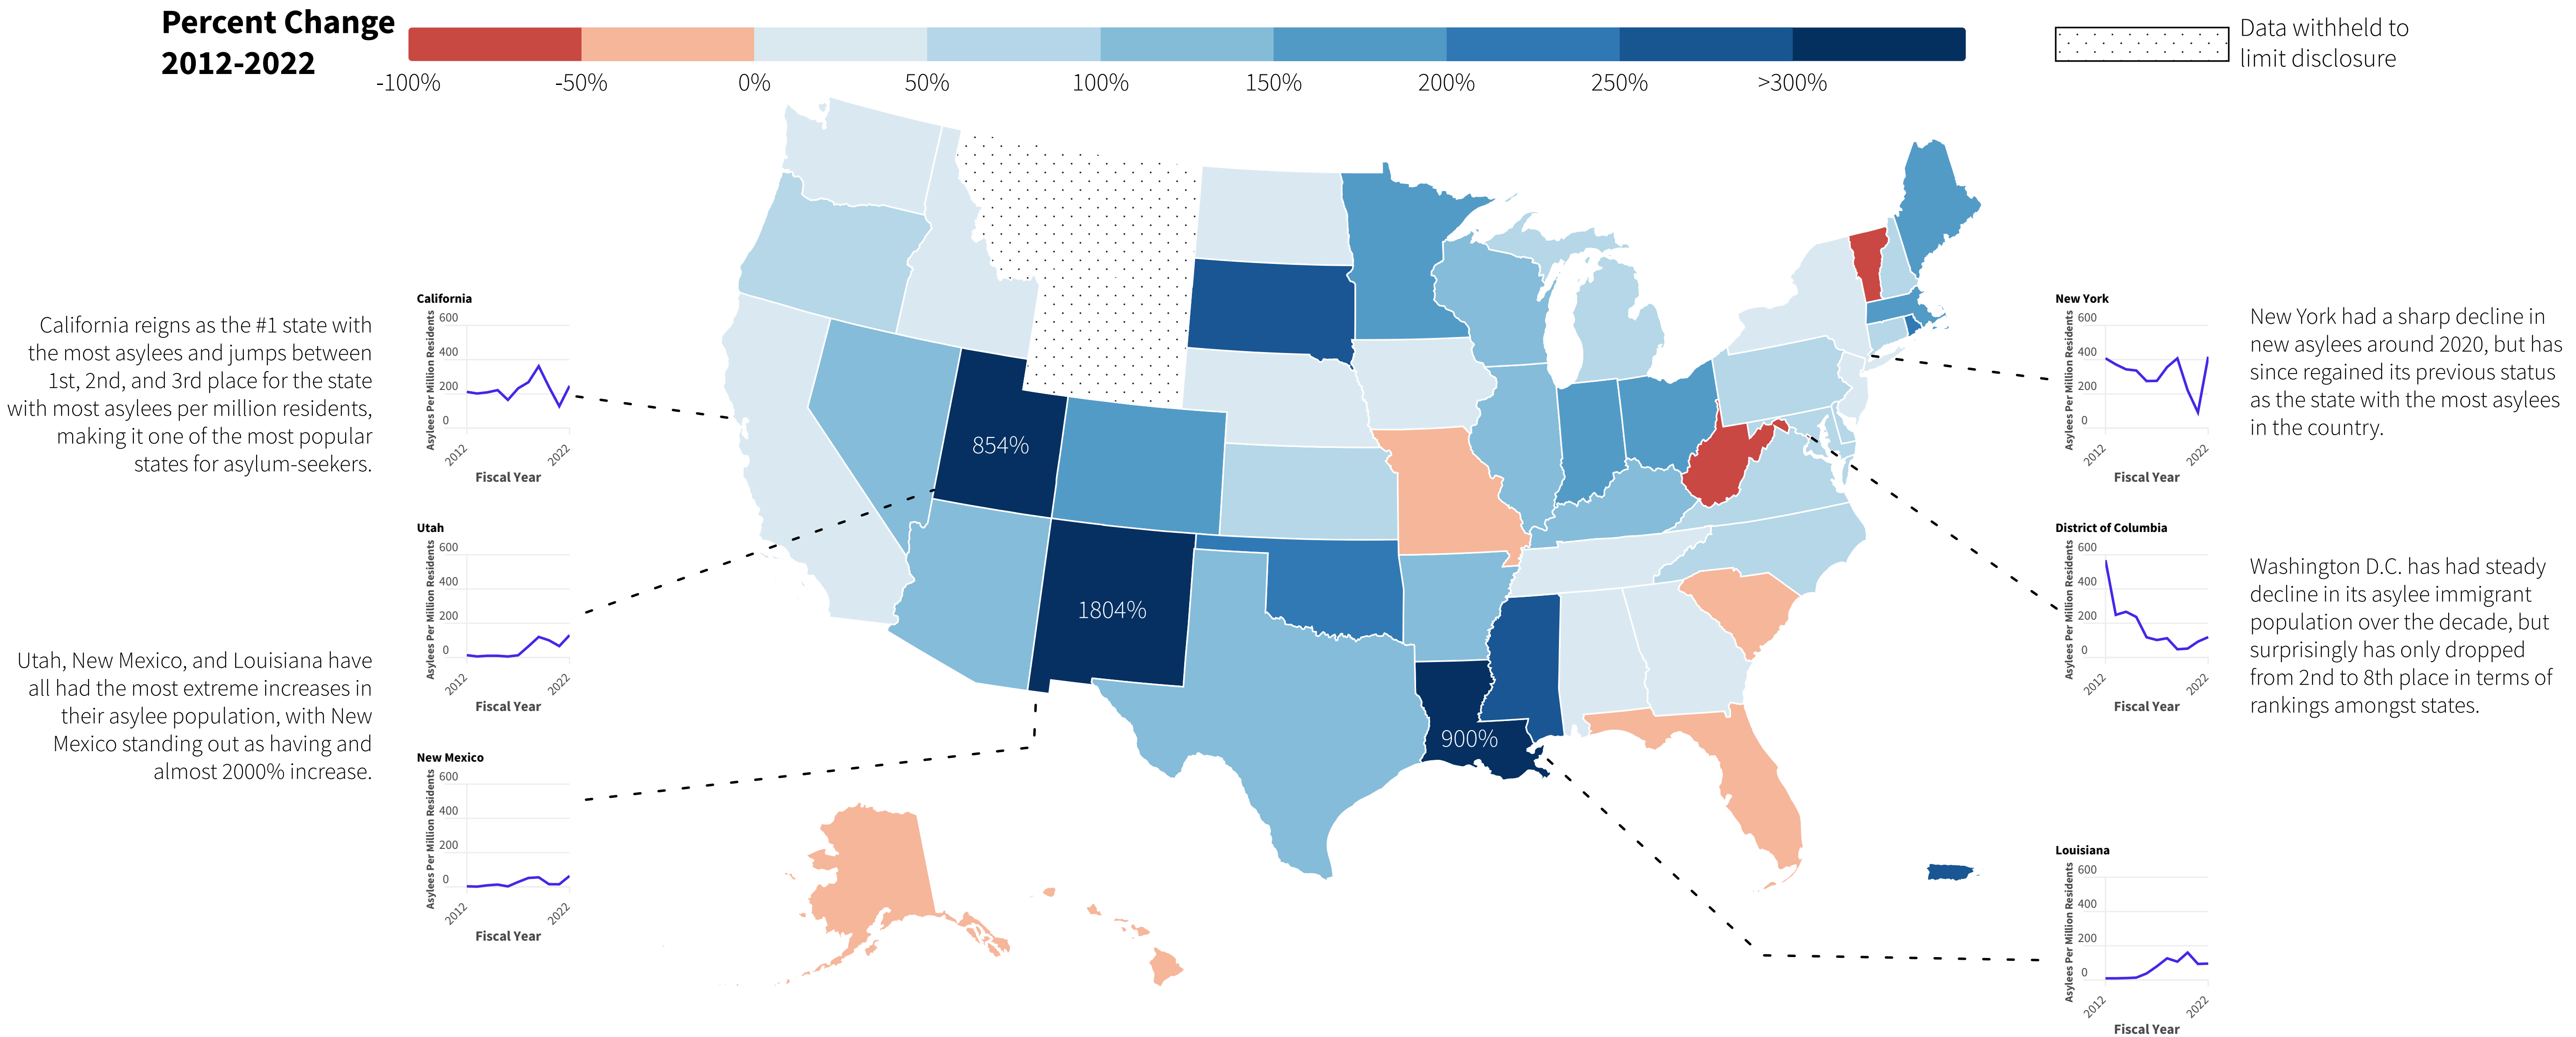 Percent Change
2012-2022
-100%
-50%
0%
50%
100%
150%
200%
250%
>300%
Data withheld to
limit disclosure
California reigns as the #1 state with
the most asylees and jumps between
1st, 2nd, and 3rd place for the state
with most asylees per million residents,
making it one of the most popular
states for asylum-seekers.
California
Asylees Per Million Residents
600
400
200
0
2012
2022
Fiscal Year
Utah
Asylees Per Million Residents
600
400
200
0
2012
2022
Fiscal Year
Utah, New Mexico, and Louisiana have
all had the most extreme increases in
their asylee population, with New
Mexico standing out as having and
almost 2000% increase.
New Mexico
Asylees Per Million Residents
600
400
200
0
2012
2022
Fiscal Year
854%
1804%
900%
New York
Asylees Per Million Residents
600
400
200
0
2012
2022
Fiscal Year
New York had a sharp decline in
new asylees around 2020, but has
since regained its previous status
as the state with the most asylees
in the country.
District of Columbia
Asylees Per Million Residents
600
400
200
0
2012
2022
Fiscal Year
Washington D.C. has had steady
decline in its asylee immigrant
population over the decade, but
surprisingly has only dropped
from 2nd to 8th place in terms of
rankings amongst states.
Louisiana
Asylees Per Million Residents
600
400
200
0
2012
2022
Fiscal Year